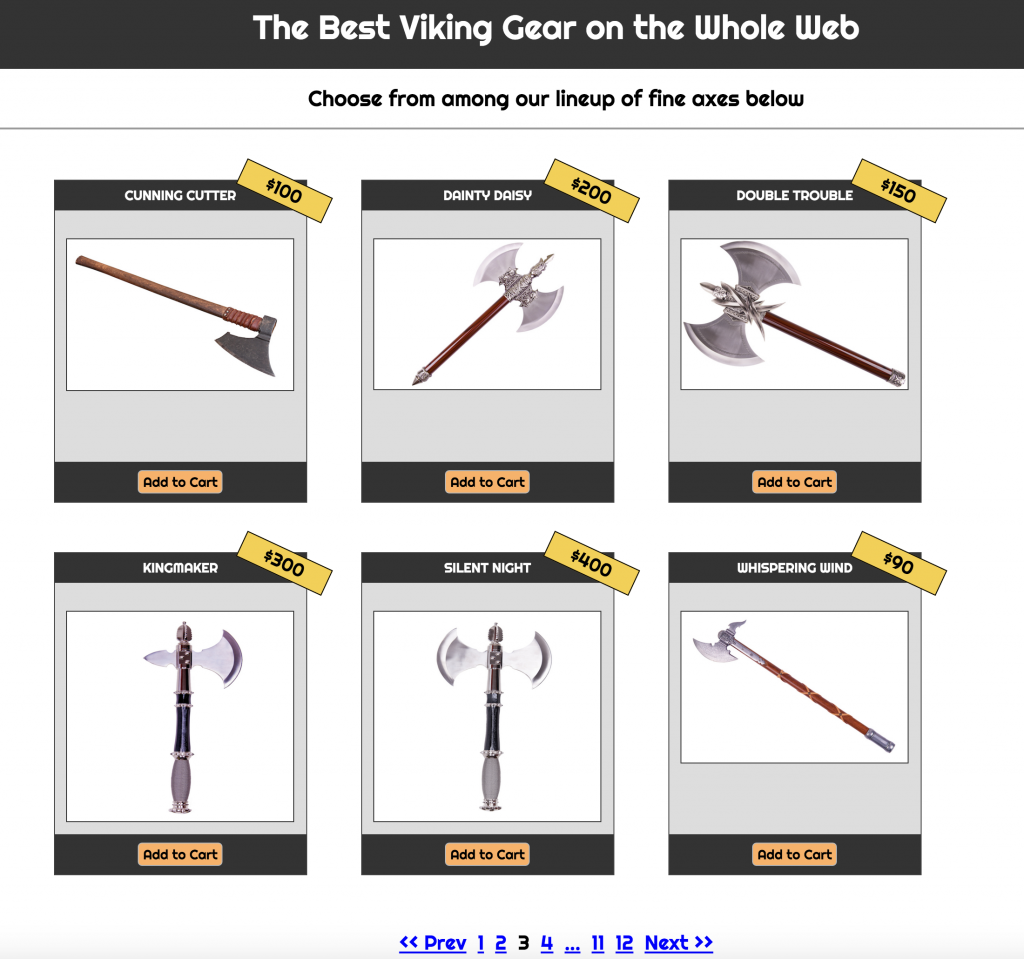 The Best Viking Gear on the Whole Web
Choose from among our lineup of fine axes below
CUNNING CUTTER
$100
DAINTY DAISY
$200
DOUBLE TROUBLE
$150
Add to Cart
Add to Cart
Add to Cart
KINGMAKER
$300
SILENT NIGHT
$400
WHISPERING WIND
$90
Add to Cart
Add to Cart
Add to Cart
<< Prev 1 2 3 4 ... 11 12 Next >>